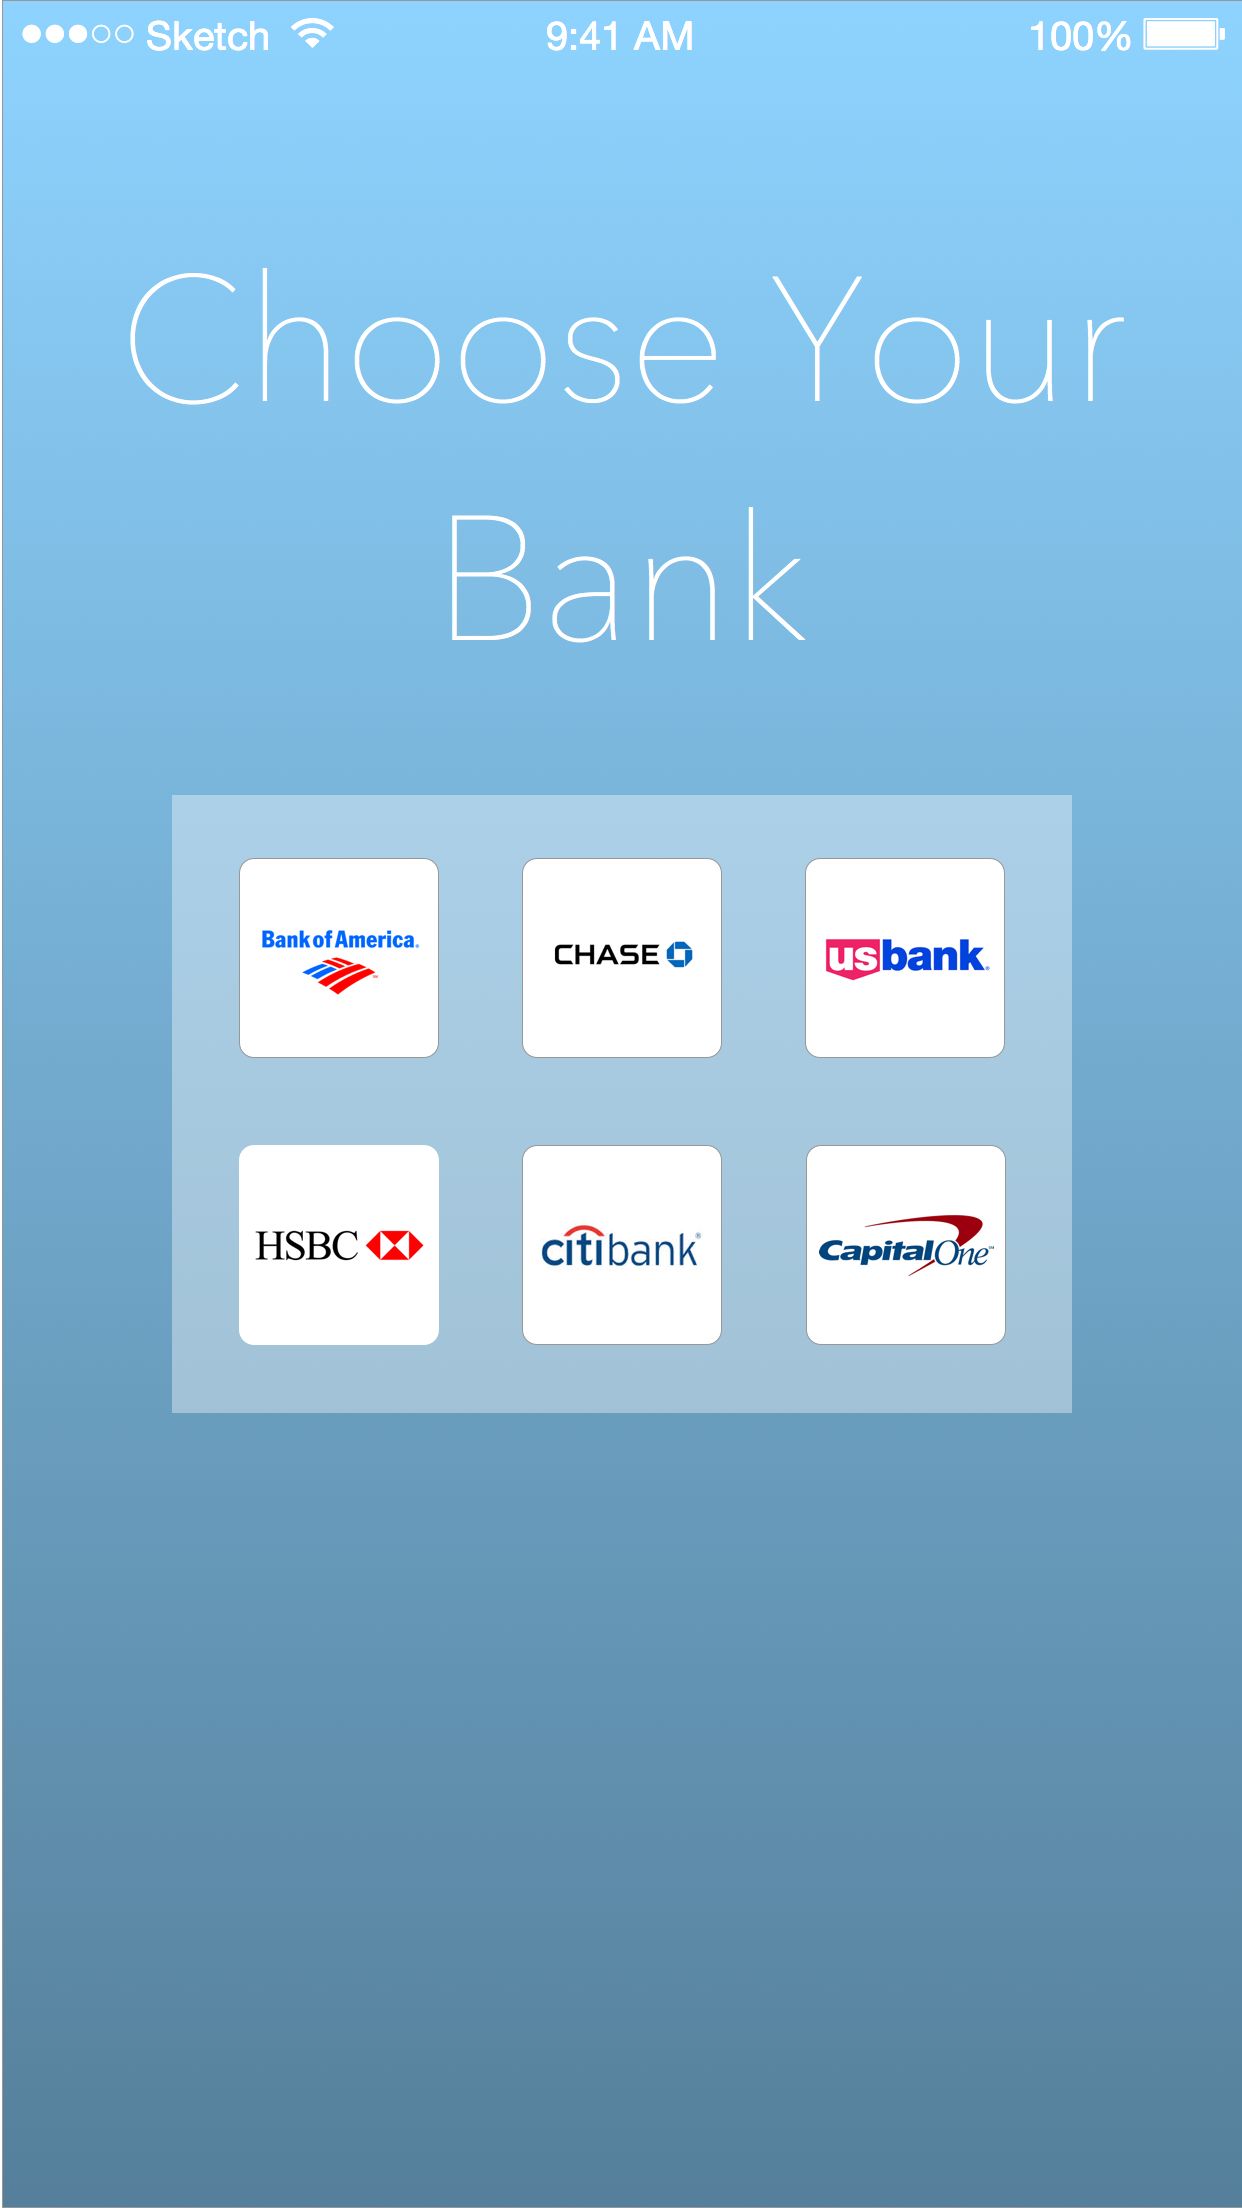 Sketch 9:41 AM 100%
Choose Your
Bank
Bank of America
CHASE
usbank
HSBC
citibank
CapitalOne